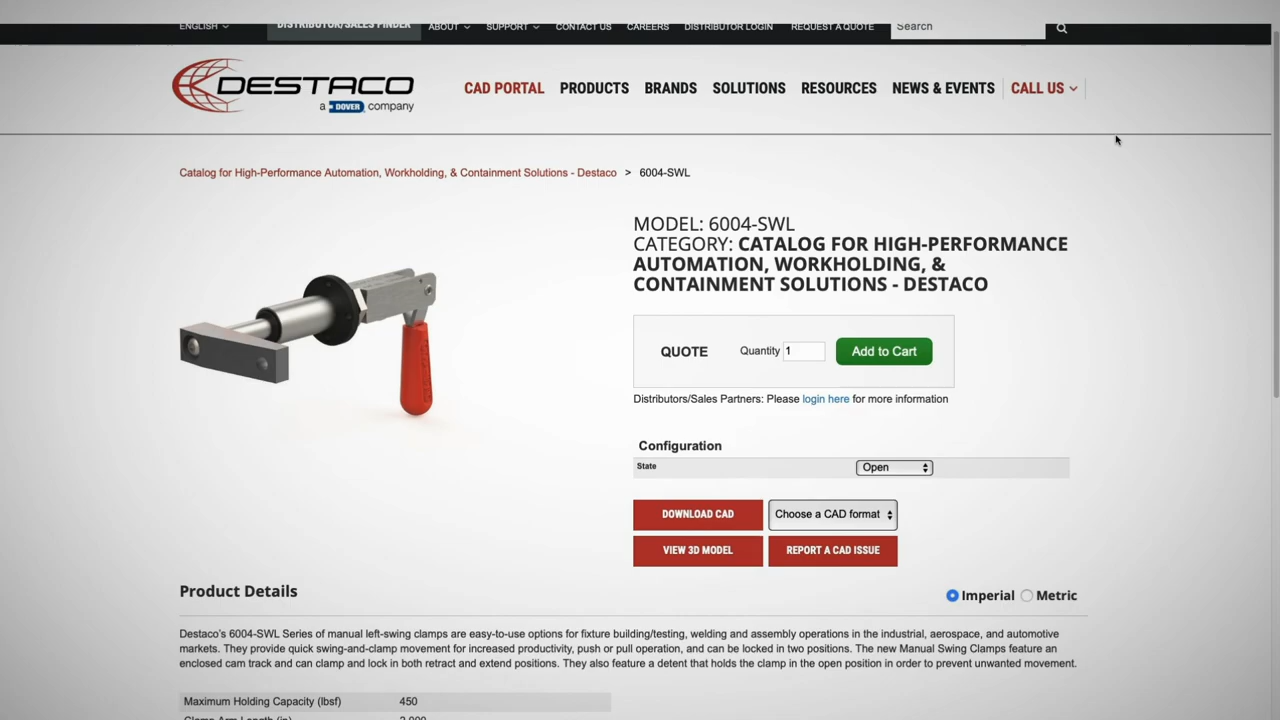 ENGLISH
DISTRIBUTOR/SALES FINDER
ABOUT
SUPPORT
CONTACT US
CAREERS
DISTRIBUTOR LOGIN
REQUEST A QUOTE
Search
DESTACO
a DOVER company
CAD PORTAL
PRODUCTS
BRANDS
SOLUTIONS
RESOURCES
NEWS & EVENTS
CALL US
Catalog for High-Performance Automation, Workholding, & Containment Solutions - Destaco > 6004-SWL
MODEL: 6004-SWL
CATEGORY: CATALOG FOR HIGH-PERFORMANCE
AUTOMATION, WORKHOLDING, &
CONTAINMENT SOLUTIONS - DESTACO
QUOTE
Quantity 1
Add to Cart
Distributors/Sales Partners: Please login here for more information
Configuration
State
Open
DOWNLOAD CAD
Choose a CAD format
VIEW 3D MODEL
REPORT A CAD ISSUE
Product Details
Imperial
Metric
Destaco's 6004-SWL Series of manual left-swing clamps are easy-to-use options for fixture building/testing, welding and assembly operations in the industrial, aerospace, and automotive
markets. They provide quick swing-and-clamp movement for increased productivity, push or pull operation, and can be locked in two positions. The new Manual Swing Clamps feature an
enclosed cam track and can clamp and lock in both retract and extend positions. They also feature a detent that holds the clamp in the open position in order to prevent unwanted movement.
Maximum Holding Capacity (lbsf) 450
Clamp Arm Length (in)